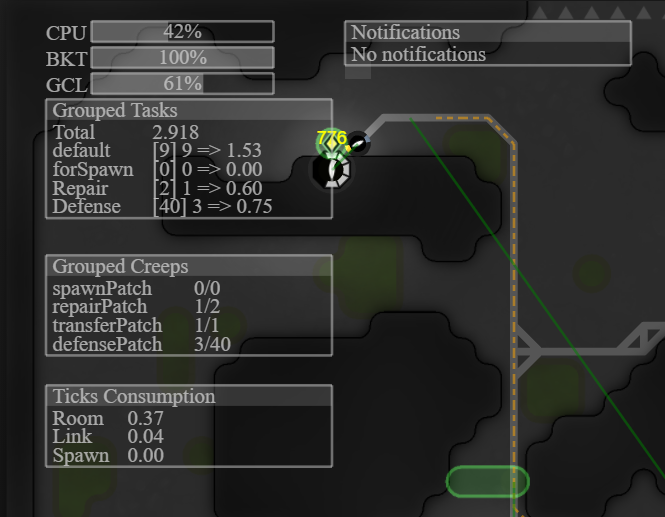 CPU 42%
BKT 100%
GCL 61%
Notifications
No notifications
Grouped Tasks
Total 2.918
default [9] 9 => 1.53
forSpawn [0] 0 => 0.00
Repair [2] 1 => 0.60
Defense [40] 3 => 0.75
776
Grouped Creeps
spawnPatch 0/0
repairPatch 1/2
transferPatch 1/1
defensePatch 3/40
Ticks Consumption
Room 0.37
Link 0.04
Spawn 0.00